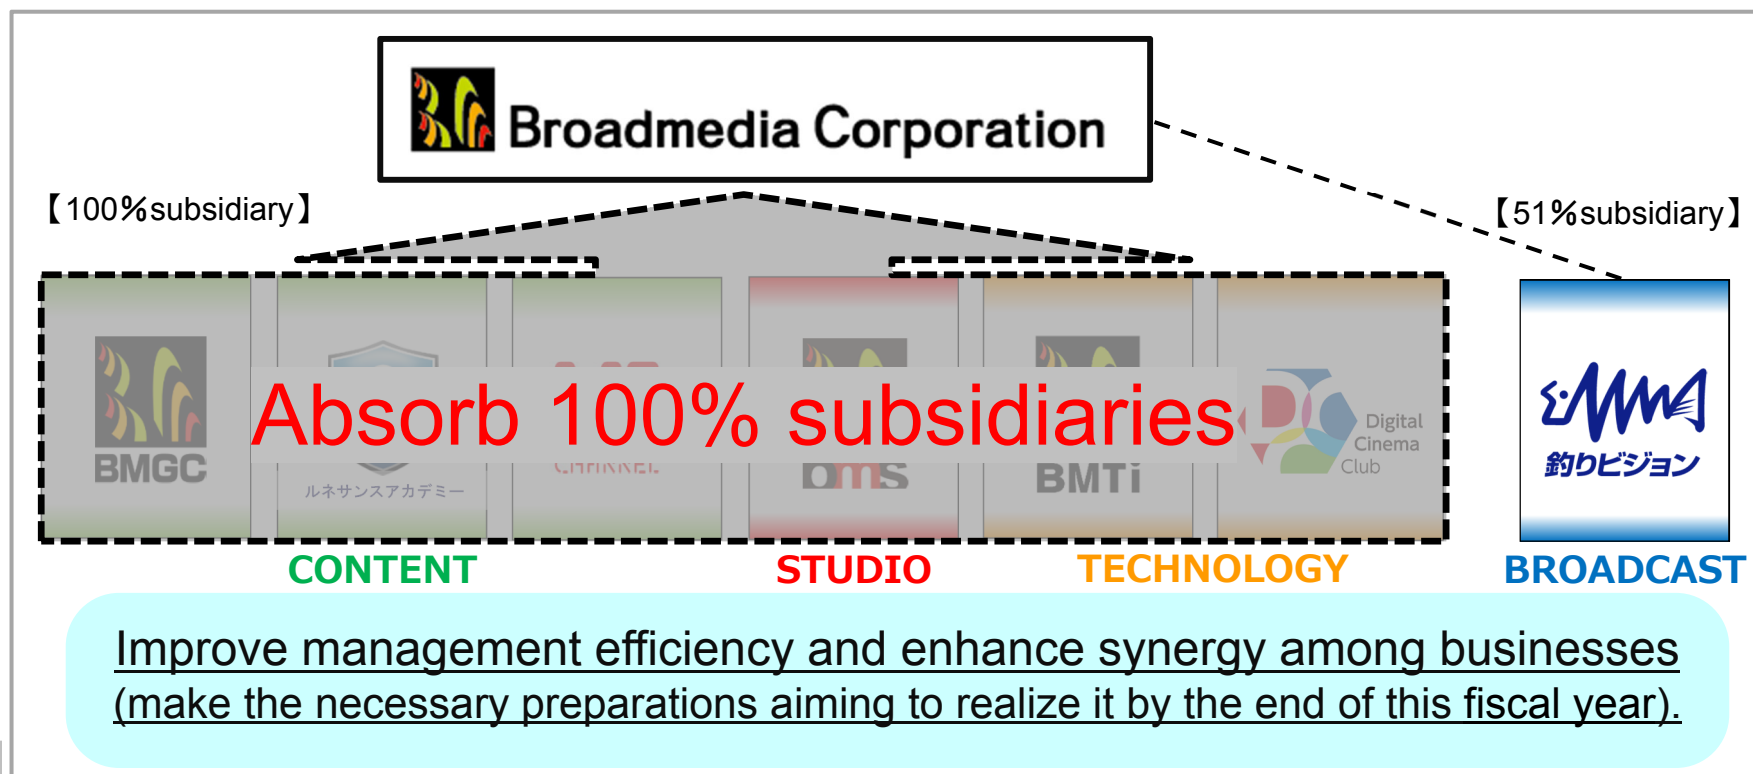 Broadmedia Corporation
【100%subsidiary】
【51%subsidiary】
Absorb 100% subsidiaries
BMGC
ルネサンスアカデミー
CHANNEL
bms
BMTi
Digital
Cinema
Club
釣りビジョン
CONTENT
STUDIO
TECHNOLOGY
BROADCAST
Improve management efficiency and enhance synergy among businesses
(make the necessary preparations aiming to realize it by the end of this fiscal year).